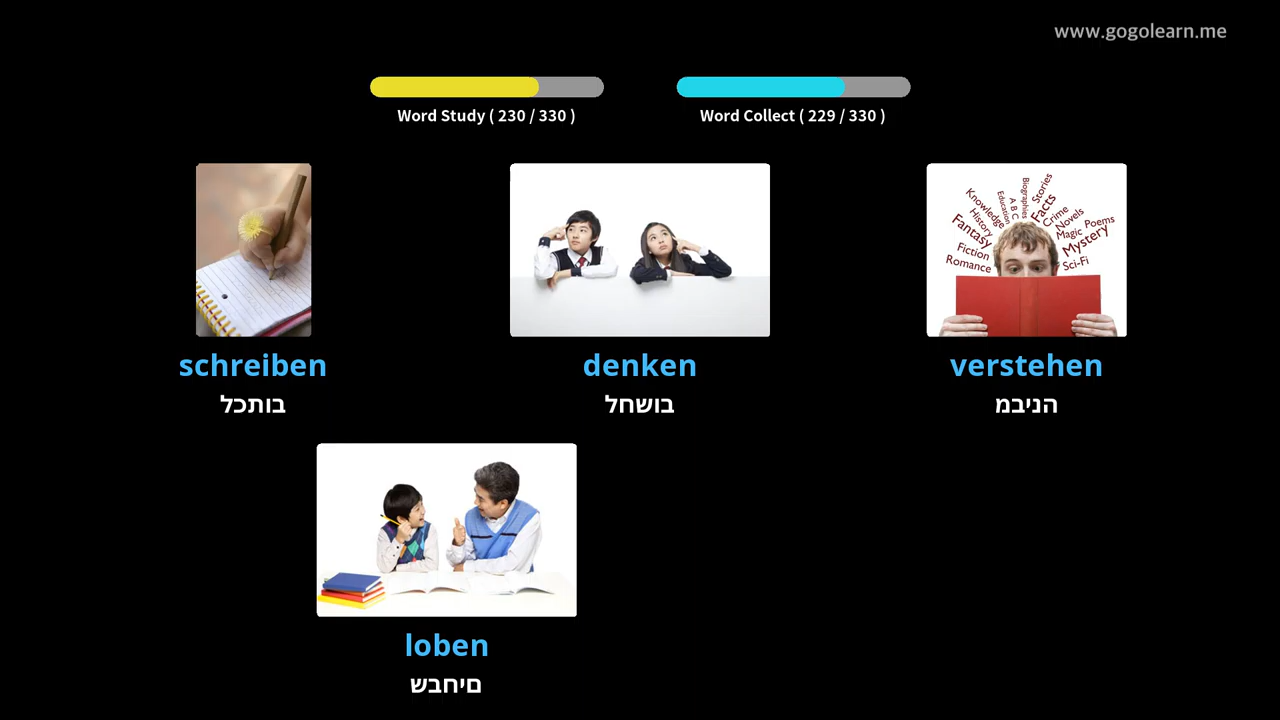 www.gogolearn.me
Word Study ( 230 / 330 )
Word Collect ( 229 / 330 )
schreiben
בותכל
denken
בושחל
verstehen
הניבמ
Knowledge
History
Fantasy
Fiction
Romance
Education
A B C
Biographies
Stories
Facts
Crime
Novels
Magic
Poems
Mystery
Sci-Fi
loben
םיחבש